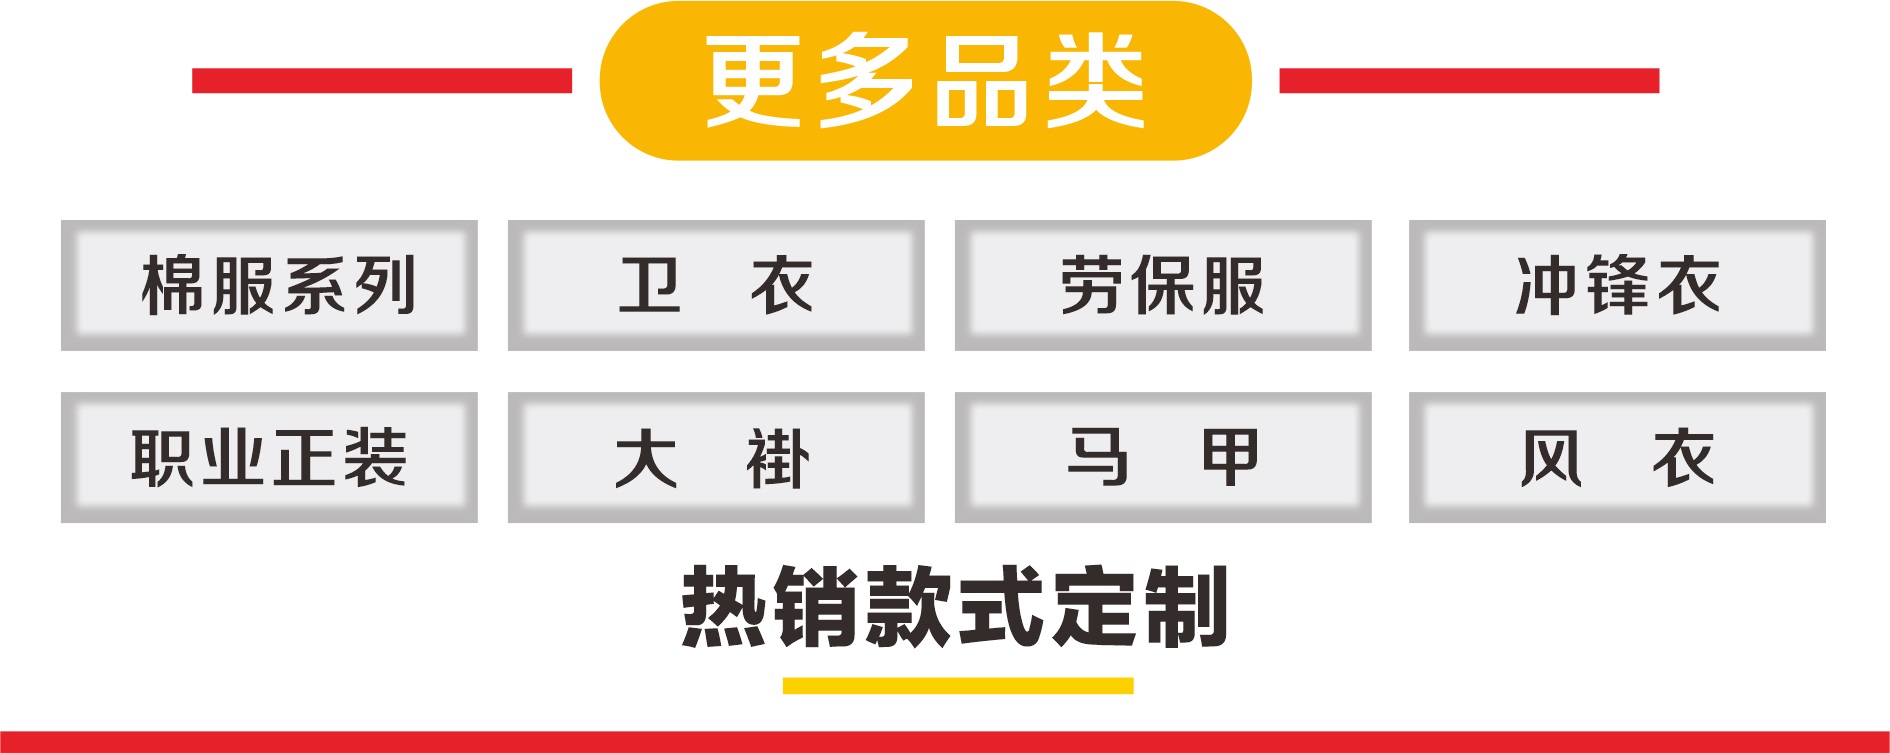 更多品类
棉服系列 卫 衣 劳保服 冲锋衣
职业正装 大 褂 马 甲 风 衣
热销款式定制